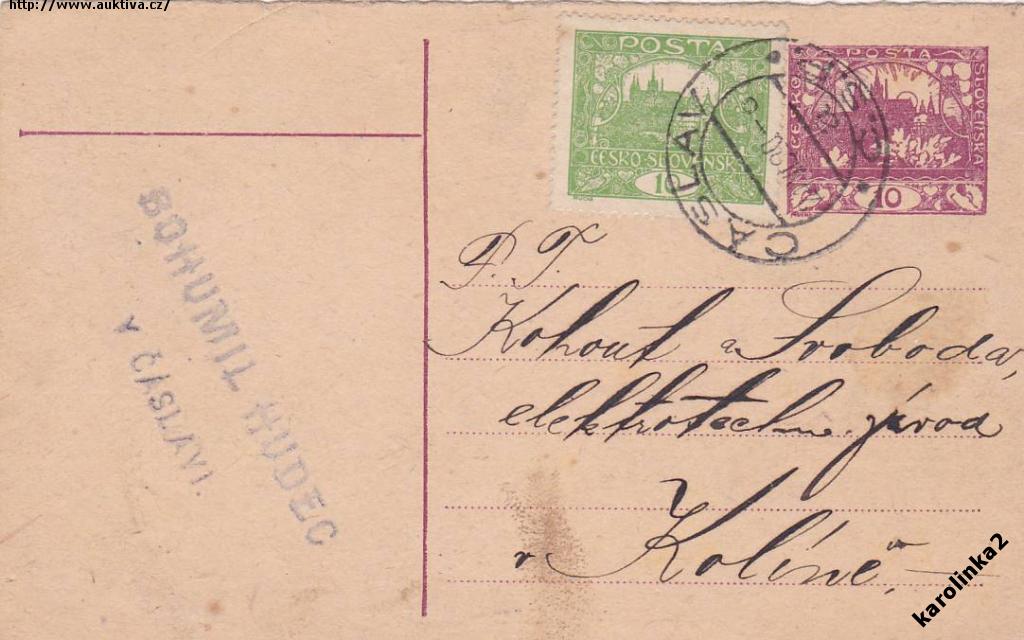 http://www.auktiva.cz/
POSTA
ČESKO-SLOVENSKÁ
10
POSTA
ČESKO
SLOVENSKÁ
10
ČÁSLAV
BOHUMIL HUDEC
V ČÁSLAVI.
P. T.
Kohout a Svoboda,
elektrotechn. závod
v Kolíně
karolinka2